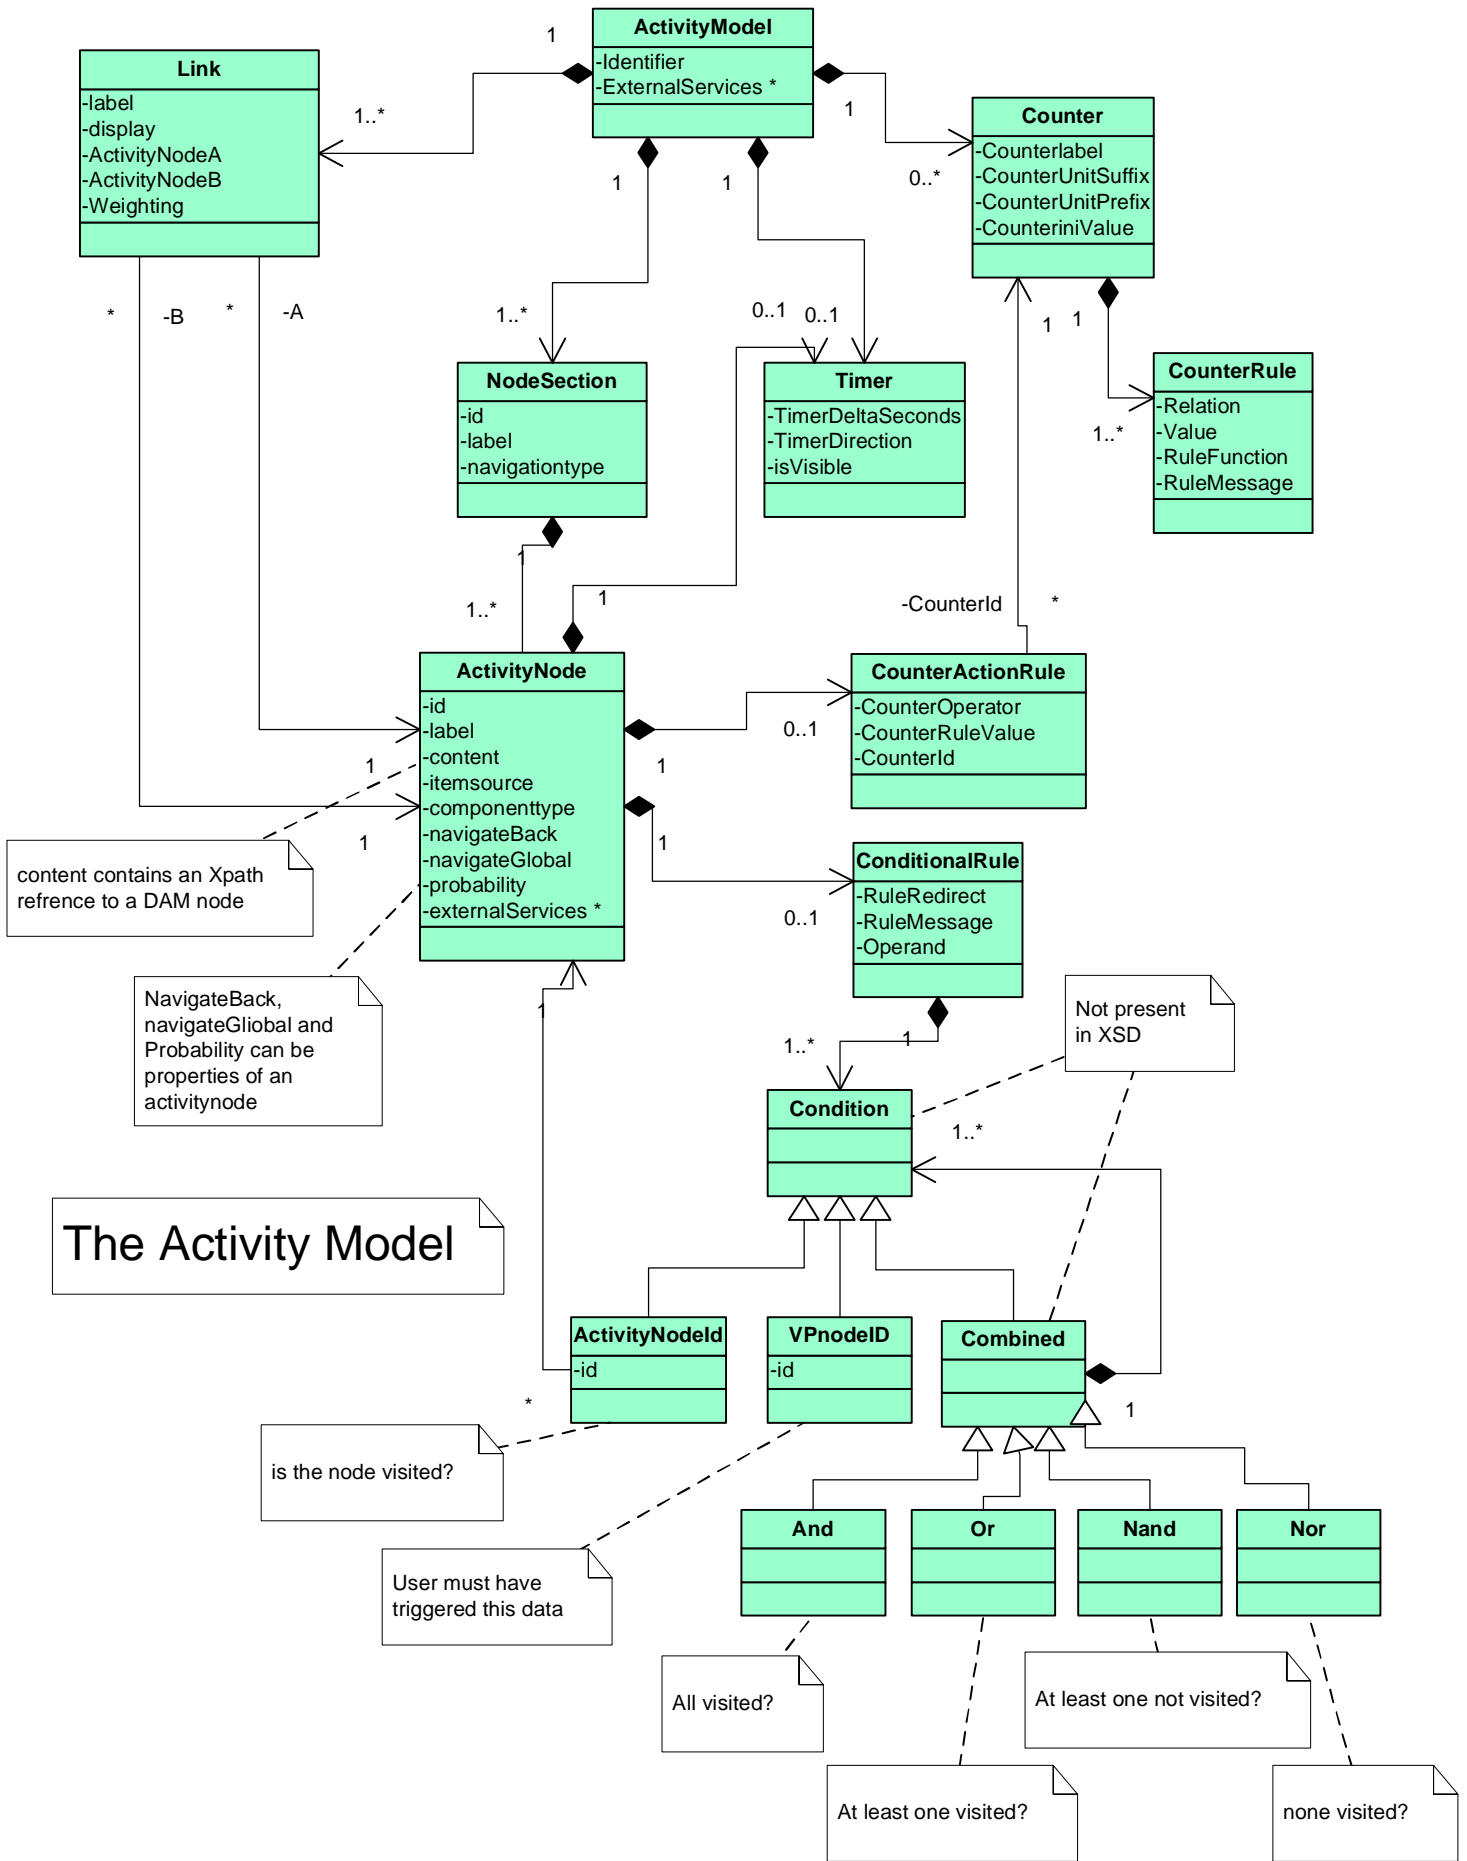 ActivityModel
-Identifier
-ExternalServices *
1
1
1
1
Link
-label
-display
-ActivityNodeA
-ActivityNodeB
-Weighting
1..*
Counter
-Counterlabel
-CounterUnitSuffix
-CounterUnitPrefix
-CounteriniValue
0..*
*
-B
*
-A
1..*
0..1
0..1
1
1
NodeSection
-id
-label
-navigationtype
Timer
-TimerDeltaSeconds
-TimerDirection
-isVisible
CounterRule
-Relation
-Value
-RuleFunction
-RuleMessage
1..*
1
1..*
1
-CounterId
*
ActivityNode
-id
-label
-content
-itemsource
-componenttype
-navigateBack
-navigateGlobal
-probability
-externalServices *
CounterActionRule
-CounterOperator
-CounterRuleValue
-CounterId
0..1
1
1
1
1
content contains an Xpath
refrence to a DAM node
ConditionalRule
-RuleRedirect
-RuleMessage
-Operand
0..1
NavigateBack,
navigateGliobal and
Probability can be
properties of an
activitynode
1
1..*
1
Not present
in XSD
Condition
1..*
The Activity Model
ActivityNodeId
-id
VPnodeID
-id
Combined
*
1
is the node visited?
User must have
triggered this data
And
Or
Nand
Nor
All visited?
At least one not visited?
At least one visited?
none visited?